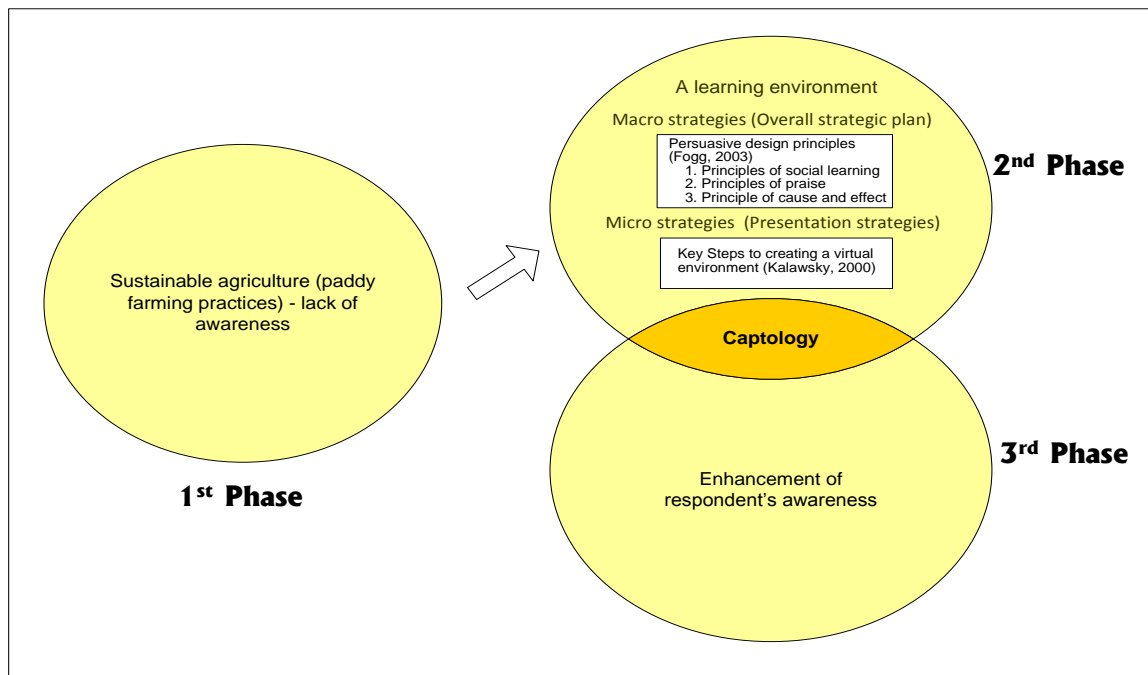 Sustainable agriculture (paddy
farming practices) - lack of
awareness
1st Phase
A learning environment
Macro strategies (Overall strategic plan)
Persuasive design principles
(Fogg, 2003)
1. Principles of social learning
2. Principles of praise
3. Principle of cause and effect
Micro strategies (Presentation strategies)
Key Steps to creating a virtual
environment (Kalawsky, 2000)
2nd Phase
Captology
Enhancement of
respondent's awareness
3rd Phase